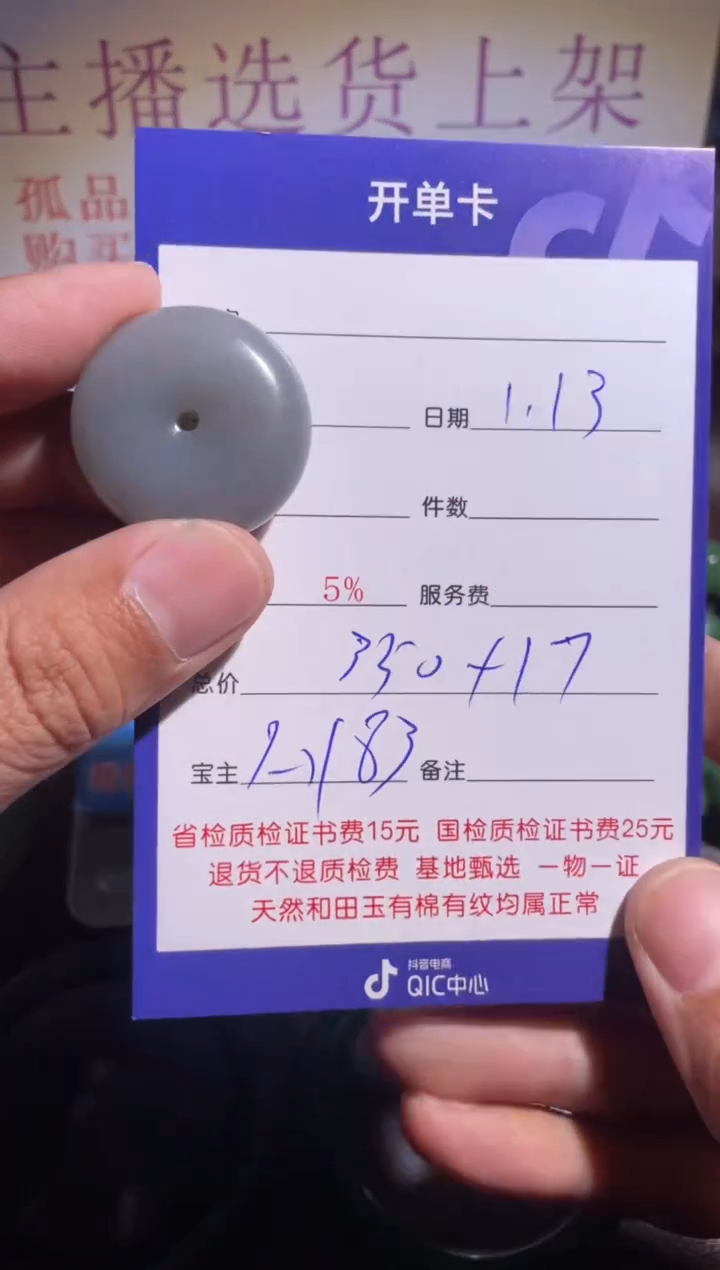 主播选货上架
孤品
购买
开单卡
日期 1.13
件数
5% 服务费
总价 350+17
宝主 备注
省检质检证书费15元 国检质检证书费25元
退货不退质检费 基地甄选 一物一证
天然和田玉有棉有纹均属正常
抖音电商
QIC中心